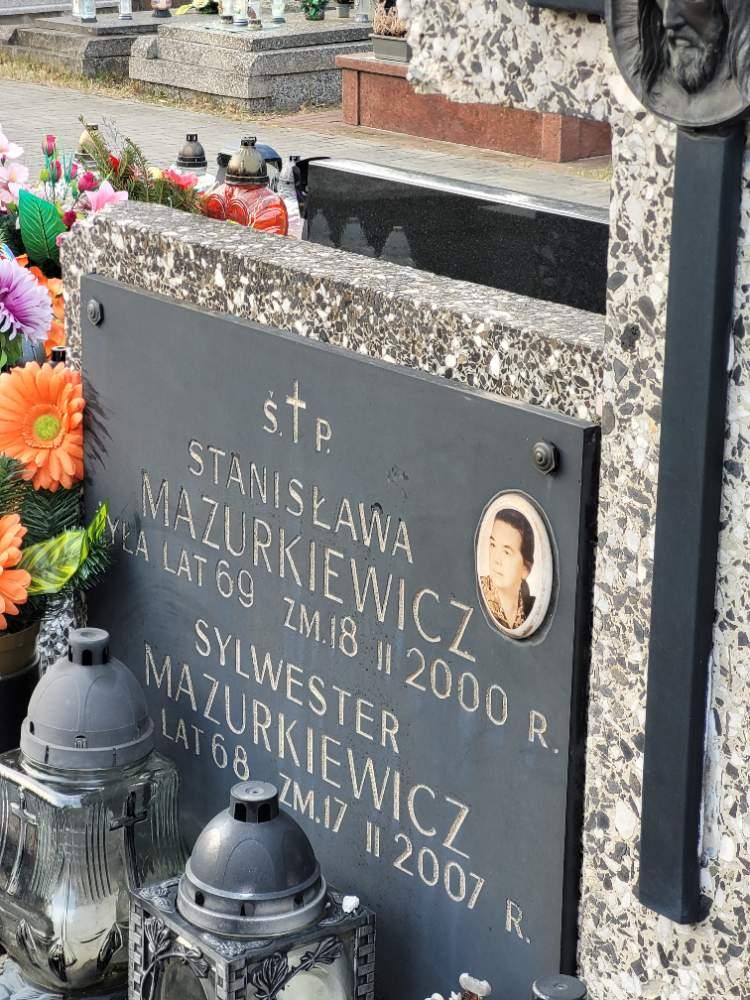 Ś. P.
STANISŁAWA
MAZURKIEWICZ
YŁA LAT 69 ZM. 18 II 2000 R.
SYLWESTER
MAZURKIEWICZ
LAT 68 ZM. 17 II 2007 R.